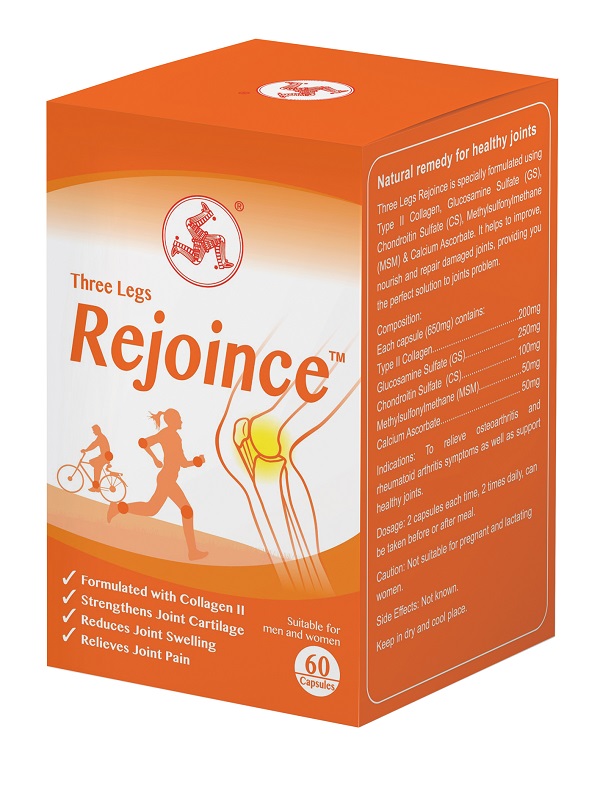 ®
Three Legs
Rejoince™
✓ Formulated with Collagen II
✓ Strengthens Joint Cartilage
✓ Reduces Joint Swelling
✓ Relieves Joint Pain
Suitable for
men and women
60
Capsules
Natural remedy for healthy joints
Three Legs Rejoince is specially formulated using
Type II Collagen, Glucosamine Sulfate (GS),
Chondroitin Sulfate (CS), Methylsulfonylmethane
(MSM) & Calcium Ascorbate. It helps to improve,
nourish and repair damaged joints, providing you
the perfect solution to joints problem.
Composition:
Each capsule (650mg) contains:
Type II Collagen..............................200mg
Glucosamine Sulfate (GS)..................250mg
Chondroitin Sulfate (CS)...................100mg
Methylsulfonylmethane (MSM)..............50mg
Calcium Ascorbate............................50mg
Indications: To relieve osteoarthritis and
rheumatoid arthritis symptoms as well as support
healthy joints.
Dosage: 2 capsules each time, 2 times daily, can
be taken before or after meal.
Caution: Not suitable for pregnant and lactating
women.
Side Effects: Not known.
Keep in dry and cool place.